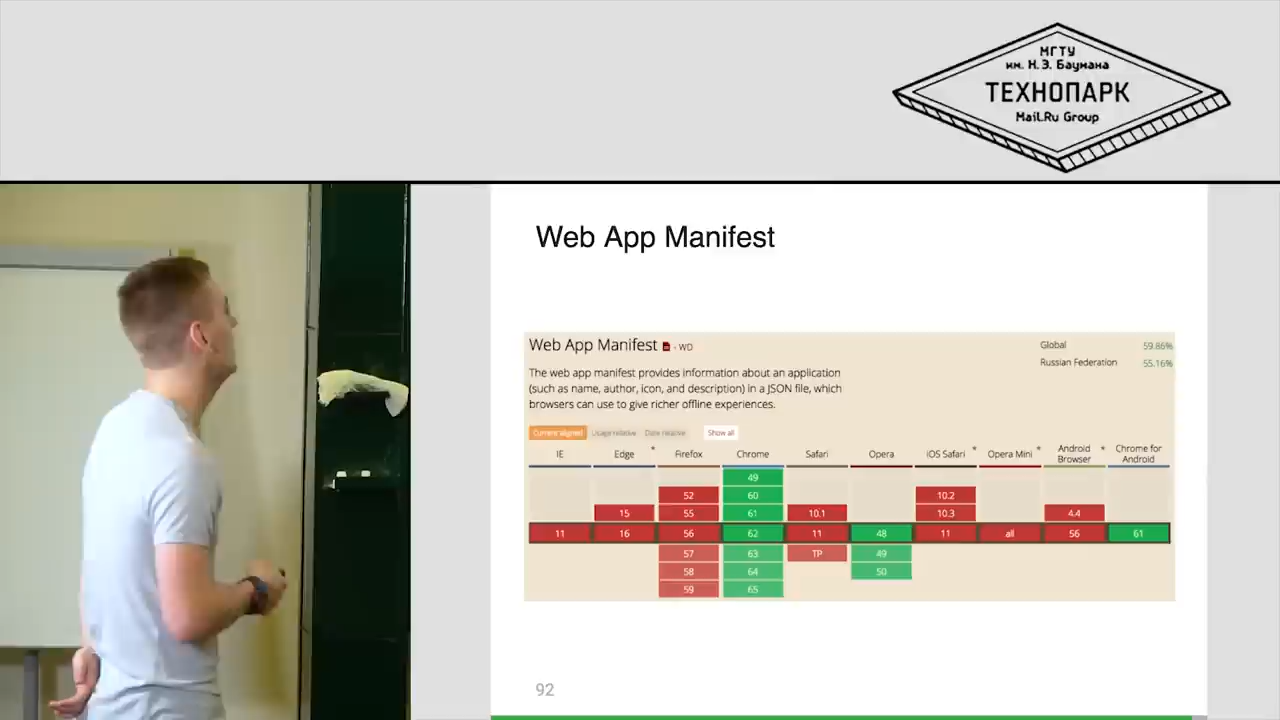 МГТУ
им. Н.Э. Баумана
ТЕХНОПАРК
Mail.Ru Group
Web App Manifest
Web App Manifest - WD
Global 59.86%
Russian Federation 55.16%
The web app manifest provides information about an application
(such as name, author, icon, and description) in a JSON file, which
browsers can use to give richer offline experiences.
Current aligned Usage relative Date relative Show all
IE Edge * Firefox Chrome Safari Opera iOS Safari * Opera Mini * Android Browser * Chrome for Android
49
52 60 10.2
15 55 61 10.1 10.3 4.4
11 16 56 62 11 48 11 all 56 61
57 63 TP 49
58 64 50
59 65
92